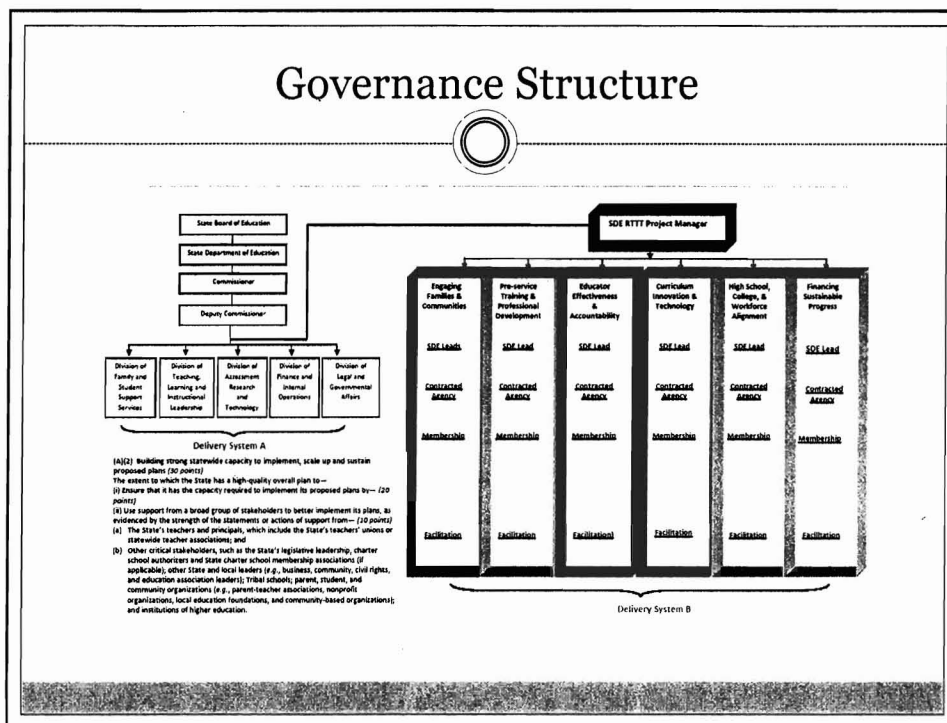 Governance Structure
State Board of Education
State Department of Education
Commissioner
Deputy Commissioner
Division of
Family and
Student
Support
Services
Division of
Teaching,
Learning and
Instructional
Leadership
Division of
Assessment
Research
and
Technology
Division of
Finance and
Internal
Operations
Division of
Legal and
Governmental
Affairs
Delivery System A
(A)(2) Building strong statewide capacity to implement, scale up and sustain
proposed plans (30 points)
The extent to which the State has a high-quality overall plan to—
(i) Ensure that it has the capacity required to implement its proposed plans by— (20
points)
(ii) Use support from a broad group of stakeholders to better implement its plans, as
evidenced by the strength of the statements or actions of support from— (10 points)
(a) The State's teachers and principals, which include the State's teachers' unions or
statewide teacher associations; and
(b) Other critical stakeholders, such as the State's legislative leadership, charter
school authorizers and State charter school membership associations (if
applicable); other State and local leaders (e.g., business, community, civil rights,
and education association leaders); Tribal schools; parent, student, and
community organizations (e.g., parent-teacher associations, nonprofit
organizations, local education foundations, and community-based organizations);
and institutions of higher education.
SDE RTTT Project Manager
Engaging
Families &
Communities
SDE Leads
Contracted
Agency
Membership
Facilitation
Pre-service
Training &
Professional
Development
SDE Lead
Contracted
Agency
Membership
Facilitation
Educator
Effectiveness
&
Accountability
SDE Lead
Contracted
Agency
Membership
Facilitation)
Curriculum
Innovation &
Technology
SDE Lead
Contracted
Agency
Membership
Facilitation
High School,
College, &
Workforce
Alignment
SDE Lead
Contracted
Agency
Membership
Facilitation
Financing
Sustainable
Progress
SDE Lead
Contracted
Agency
Membership
Facilitation
Delivery System B